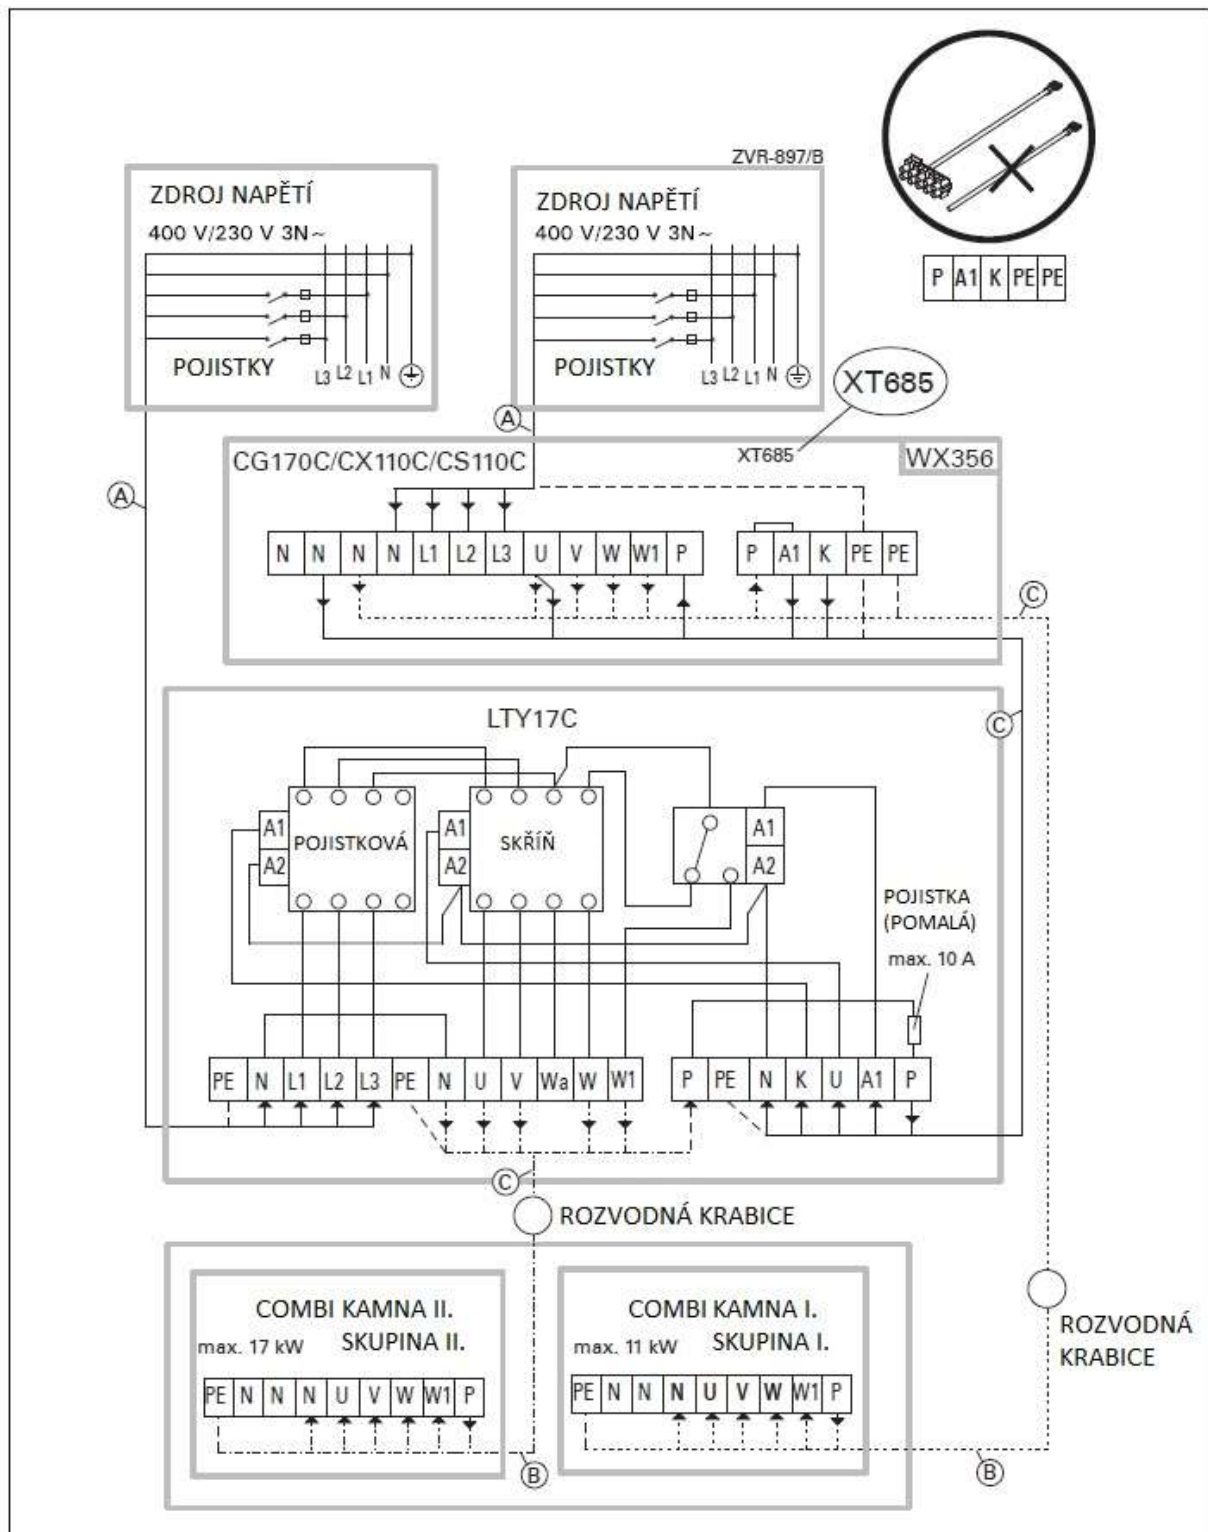 ZVR-897/B
ZDROJ NAPĚTÍ
400 V/230 V 3N~
POJISTKY
L3 L2 L1 N
ZDROJ NAPĚTÍ
400 V/230 V 3N~
POJISTKY
L3 L2 L1 N
P A1 K PE PE
XT685
A
A
CG170C/CX110C/CS110C
XT685
WX356
N N N N L1 L2 L3 U V W W1 P
P A1 K PE PE
C
LTY17C
C
A1
A2
POJISTKOVÁ
A1
A2
SKŘÍŇ
A1
A2
POJISTKA
(POMALÁ)
max. 10 A
PE N L1 L2 L3 PE N U V Wa W W1
P PE N K U A1 P
C
ROZVODNÁ KRABICE
COMBI KAMNA II.
max. 17 kW SKUPINA II.
PE N N N U V W W1 P
B
COMBI KAMNA I.
max. 11 kW SKUPINA I.
PE N N N U V W W1 P
B
ROZVODNÁ
KRABICE